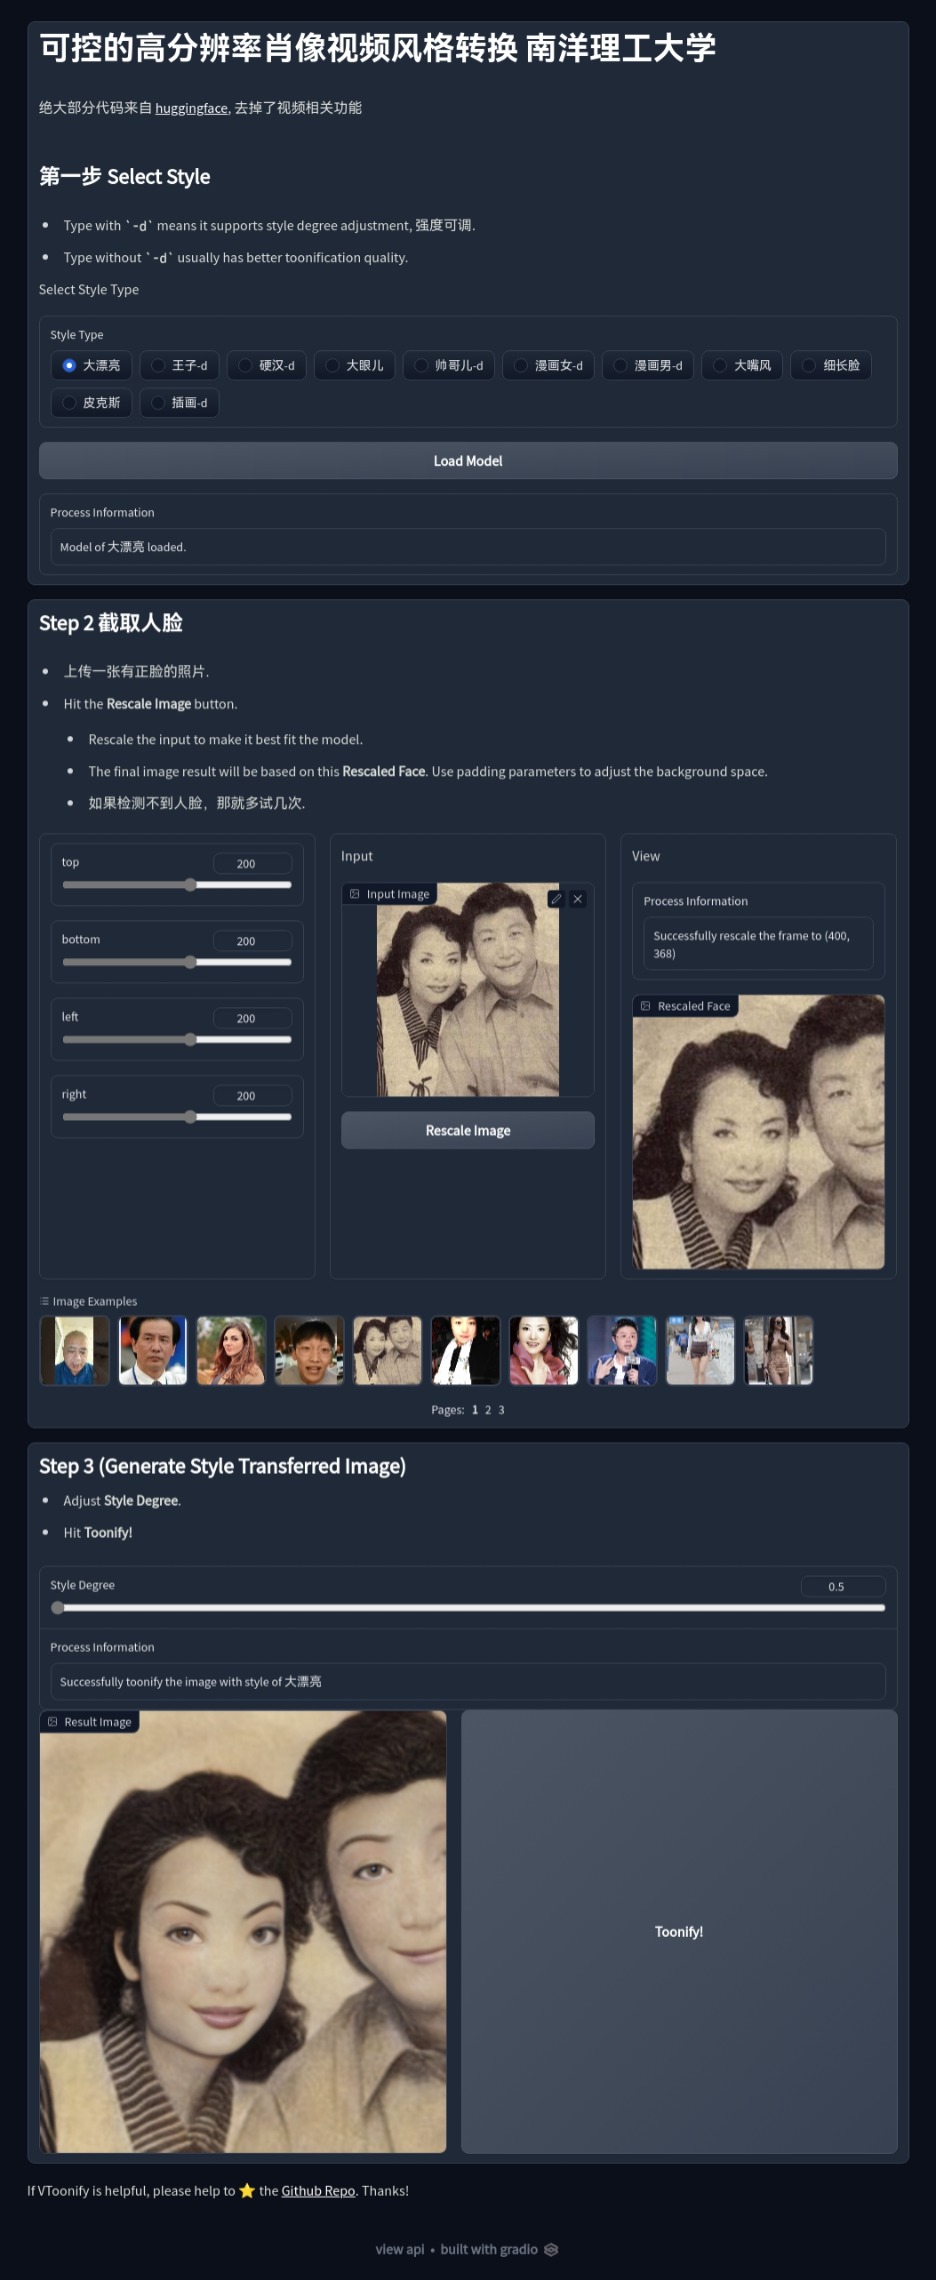 可控的高分辨率肖像视频风格转换 南洋理工大学
绝大部分代码来自 huggingface, 去掉了视频相关功能
第一步 Select Style
Type with `-d` means it supports style degree adjustment, 强度可调.
Type without `-d` usually has better toonification quality.
Select Style Type
Style Type
大漂亮 王子-d 硬汉-d 大眼儿 帅哥儿-d 漫画女-d 漫画男-d 大嘴风 细长脸
皮克斯 插画-d
Load Model
Process Information
Model of 大漂亮 loaded.
Step 2 截取人脸
上传一张有正脸的照片.
Hit the Rescale Image button.
Rescale the input to make it best fit the model.
The final image result will be based on this Rescaled Face. Use padding parameters to adjust the background space.
如果检测不到人脸，那就多试几次.
top 200
bottom 200
left 200
right 200
Input
Input Image
Rescale Image
View
Process Information
Successfully rescale the frame to (400,
368)
Rescaled Face
Image Examples
Pages: 1 2 3
Step 3 (Generate Style Transferred Image)
Adjust Style Degree.
Hit Toonify!
Style Degree 0.5
Process Information
Successfully toonify the image with style of 大漂亮
Result Image
Toonify!
If VToonify is helpful, please help to ⭐ the Github Repo. Thanks!
view api • built with gradio